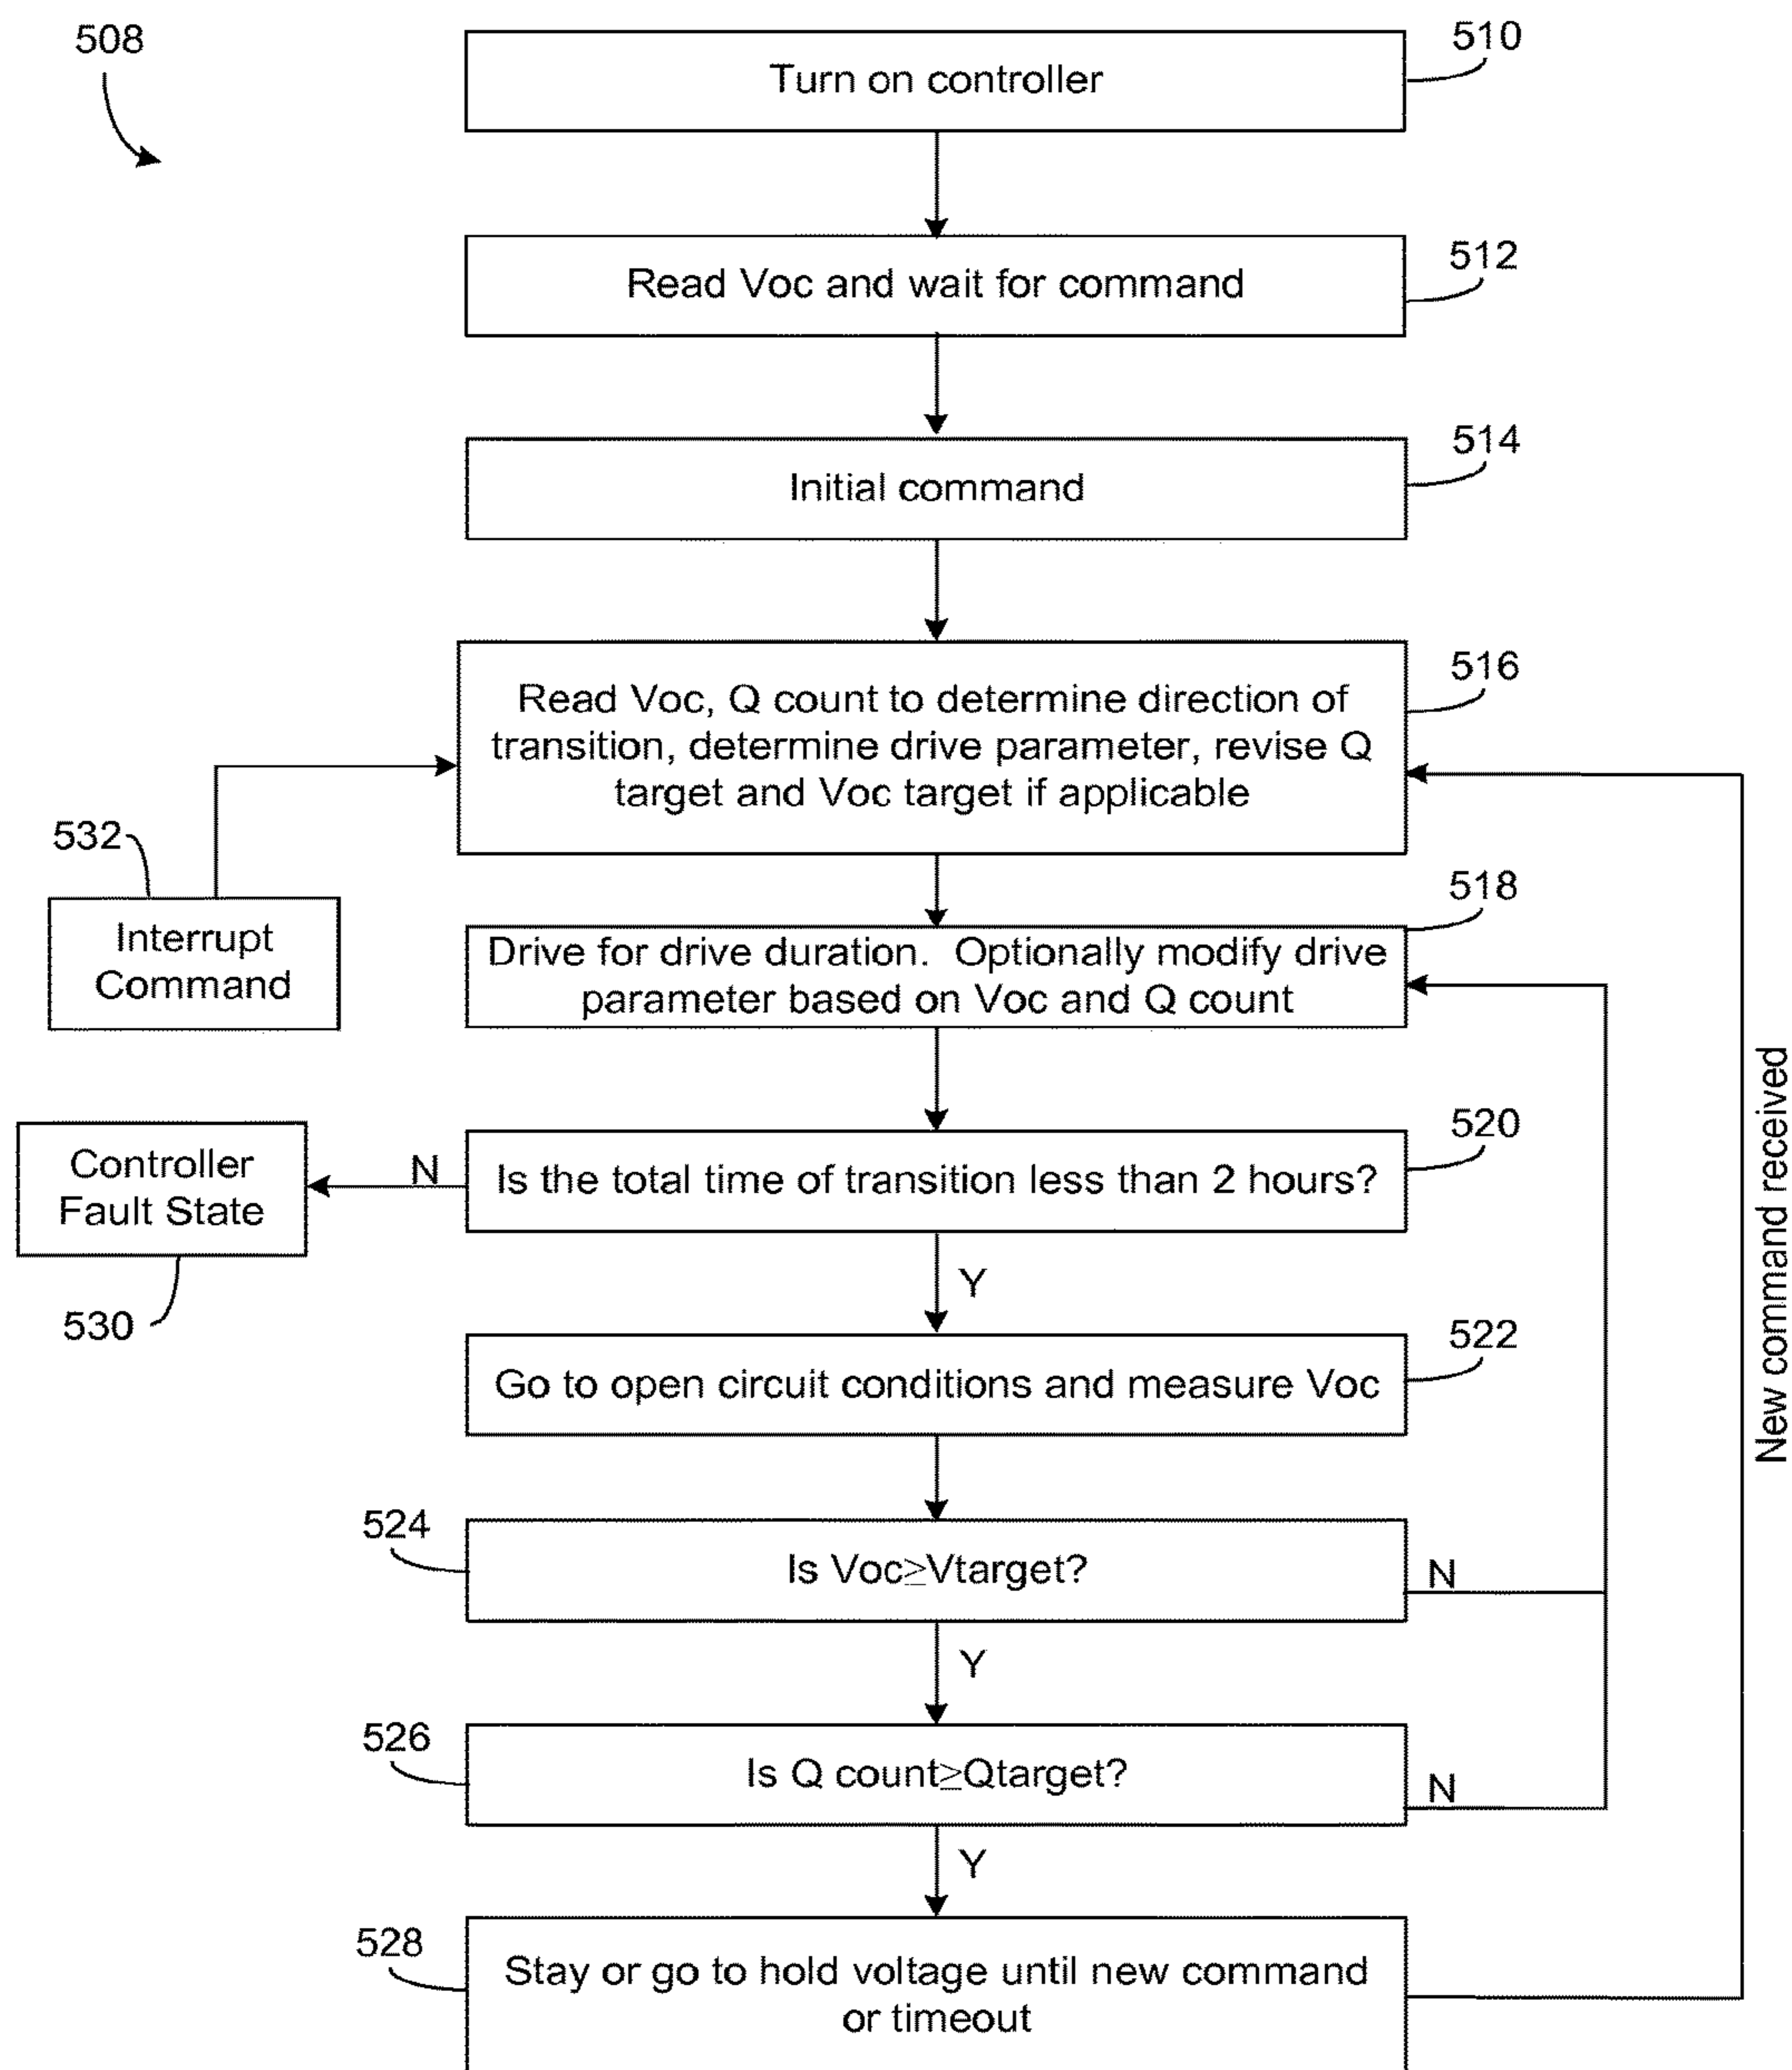 508
510
Turn on controller
512
Read Voc and wait for command
514
Initial command
516
Read Voc, Q count to determine direction of
transition, determine drive parameter, revise Q
target and Voc target if applicable
532
Interrupt
Command
518
Drive for drive duration. Optionally modify drive
parameter based on Voc and Q count
New command received
520
Is the total time of transition less than 2 hours?
N
Controller
Fault State
530
Y
522
Go to open circuit conditions and measure Voc
524
Is Voc≥Vtarget?
N
Y
526
Is Q count≥Qtarget?
N
Y
528
Stay or go to hold voltage until new command
or timeout